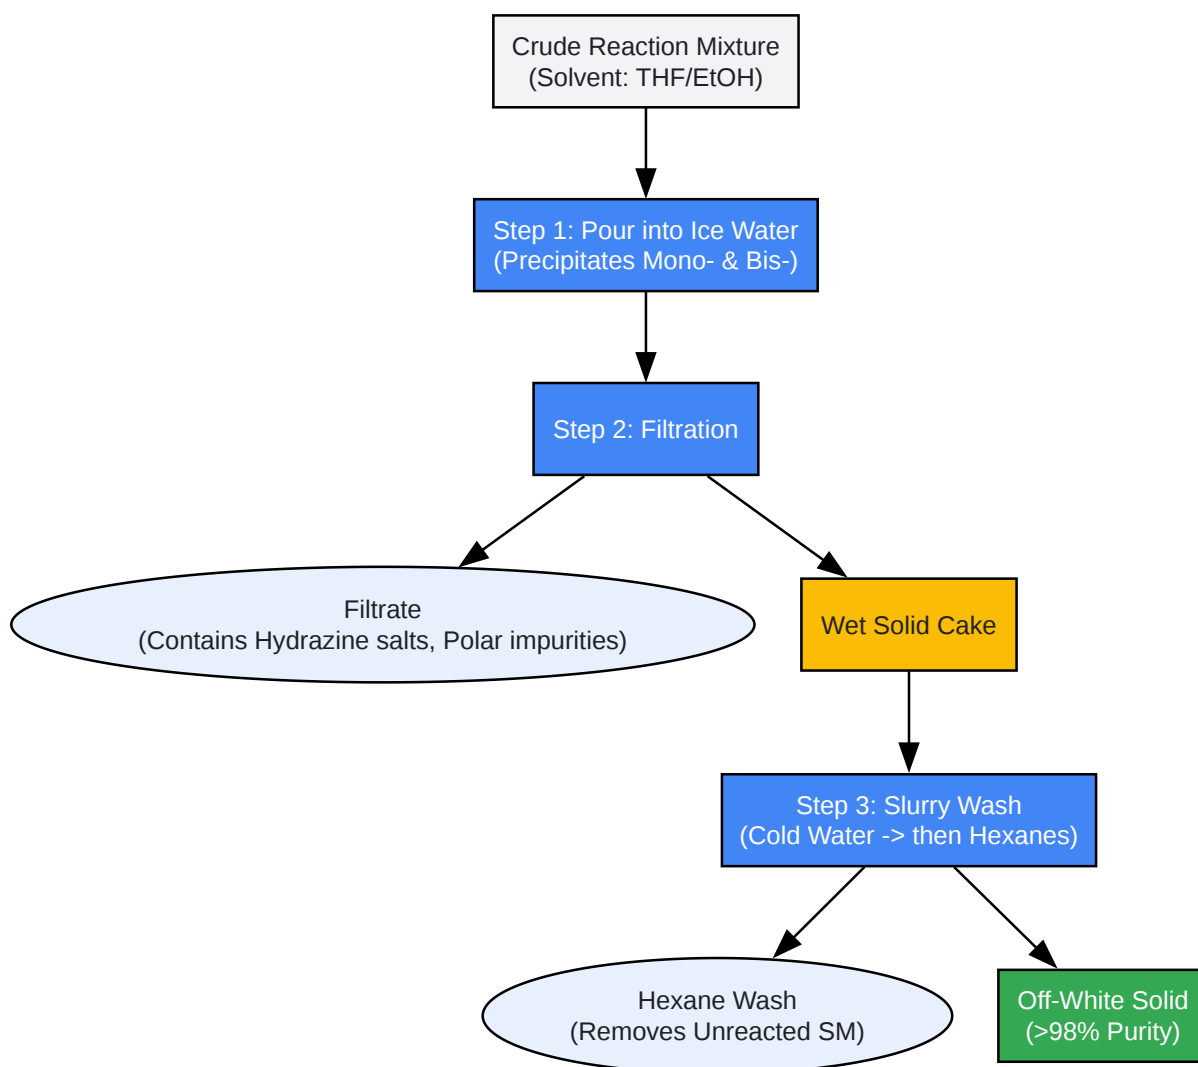 Crude Reaction Mixture
(Solvent: THF/EtOH)
Step 1: Pour into Ice Water
(Precipitates Mono- & Bis-)
Step 2: Filtration
Filtrate
(Contains Hydrazine salts, Polar impurities)
Wet Solid Cake
Step 3: Slurry Wash
(Cold Water -> then Hexanes)
Hexane Wash
(Removes Unreacted SM)
Off-White Solid
(>98% Purity)